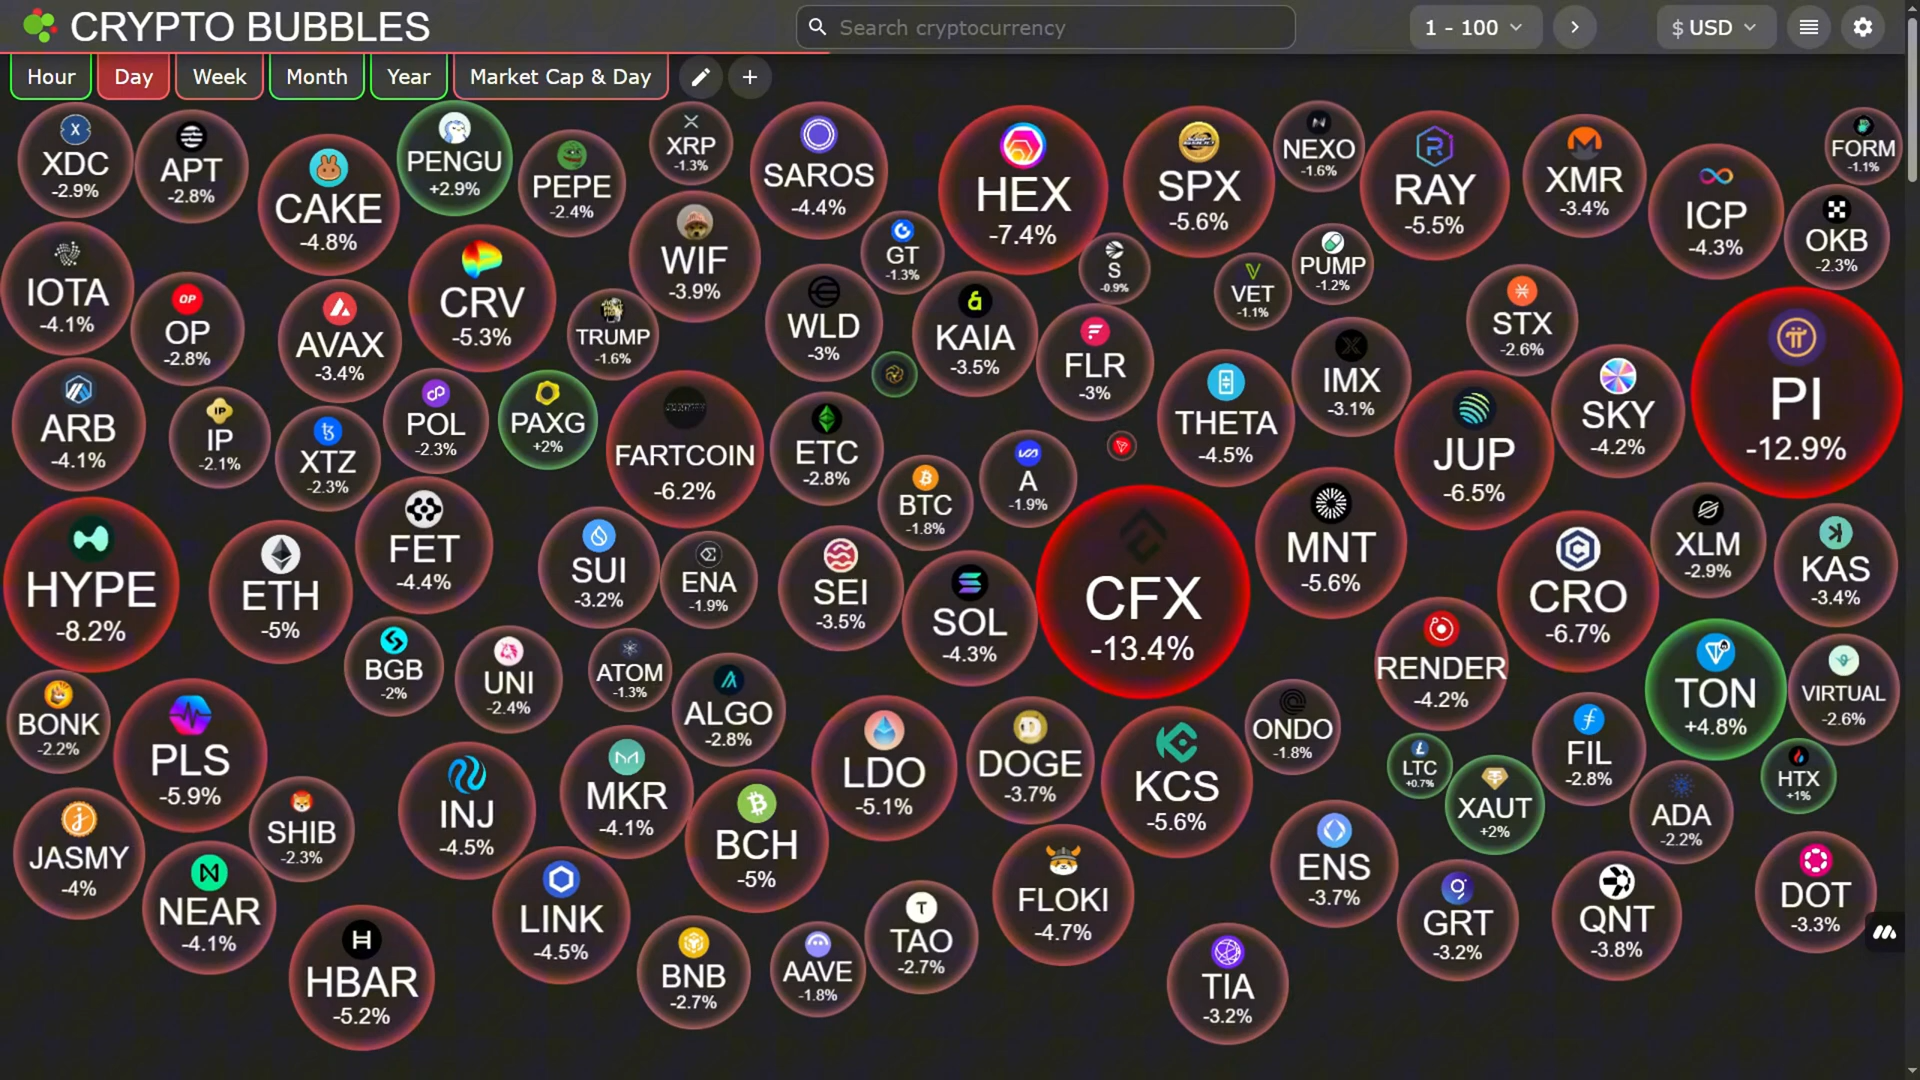 CRYPTO BUBBLES
Search cryptocurrency
1 - 100
$ USD
Hour
Day
Week
Month
Year
Market Cap & Day
XDC
-2.9%
APT
-2.8%
CAKE
-4.8%
PENGU
+2.9%
PEPE
-2.4%
XRP
-1.3%
SAROS
-4.4%
HEX
-7.4%
SPX
-5.6%
NEXO
-1.6%
RAY
-5.5%
XMR
-3.4%
ICP
-4.3%
FORM
-1.1%
OKB
-2.3%
IOTA
-4.1%
OP
-2.8%
AVAX
-3.4%
CRV
-5.3%
TRUMP
-1.6%
WIF
-3.9%
GT
-1.3%
WLD
-3%
KAIA
-3.5%
S
-0.9%
FLR
-3%
VET
-1.1%
PUMP
-1.2%
IMX
-3.1%
STX
-2.6%
SKY
-4.2%
PI
-12.9%
ARB
-4.1%
IP
-2.1%
XTZ
-2.3%
POL
-2.3%
PAXG
+2%
FARTCOIN
-6.2%
ETC
-2.8%
BTC
-1.8%
A
-1.9%
THETA
-4.5%
JUP
-6.5%
HYPE
-8.2%
ETH
-5%
FET
-4.4%
SUI
-3.2%
ENA
-1.9%
SEI
-3.5%
SOL
-4.3%
CFX
-13.4%
MNT
-5.6%
CRO
-6.7%
XLM
-2.9%
KAS
-3.4%
BGB
-2%
UNI
-2.4%
ATOM
-1.3%
ALGO
-2.8%
RENDER
-4.2%
TON
+4.8%
VIRTUAL
-2.6%
BONK
-2.2%
PLS
-5.9%
INJ
-4.5%
MKR
-4.1%
LDO
-5.1%
DOGE
-3.7%
KCS
-5.6%
ONDO
-1.8%
LTC
+0.7%
XAUT
+2%
FIL
-2.8%
HTX
+1%
JASMY
-4%
SHIB
-2.3%
BCH
-5%
ENS
-3.7%
ADA
-2.2%
NEAR
-4.1%
HBAR
-5.2%
LINK
-4.5%
BNB
-2.7%
AAVE
-1.8%
TAO
-2.7%
FLOKI
-4.7%
TIA
-3.2%
GRT
-3.2%
QNT
-3.8%
DOT
-3.3%